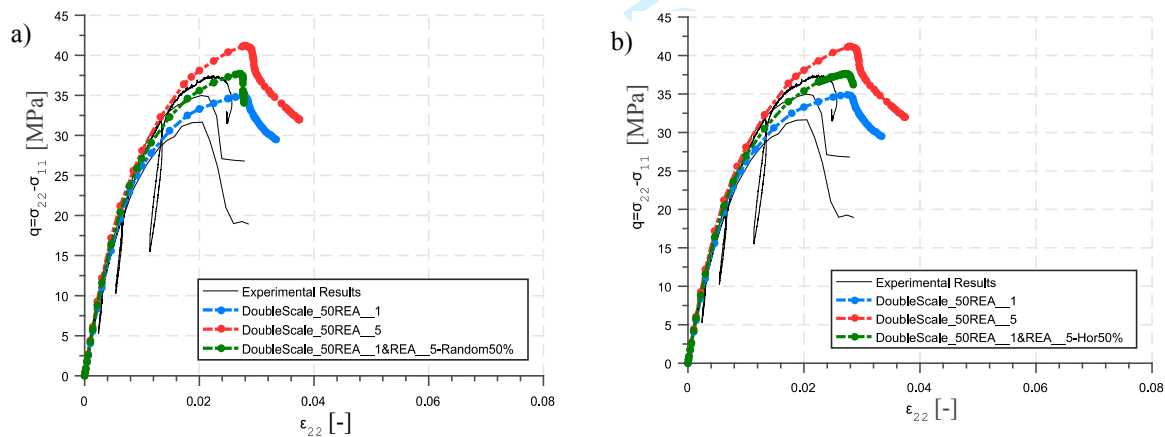 a)
45
40
35
30
25
20
15
10
5
0
q=σ22-σ11 [MPa]
Experimental Results
DoubleScale_50REA__1
DoubleScale_50REA__5
DoubleScale_50REA__1&REA__5-Random50%
0
0.02
0.04
0.06
0.08
ε22 [-]
b)
45
40
35
30
25
20
15
10
5
0
q=σ22-σ11 [MPa]
Experimental Results
DoubleScale_50REA__1
DoubleScale_50REA__5
DoubleScale_50REA__1&REA__5-Hor50%
0
0.02
0.04
0.06
0.08
ε22 [-]